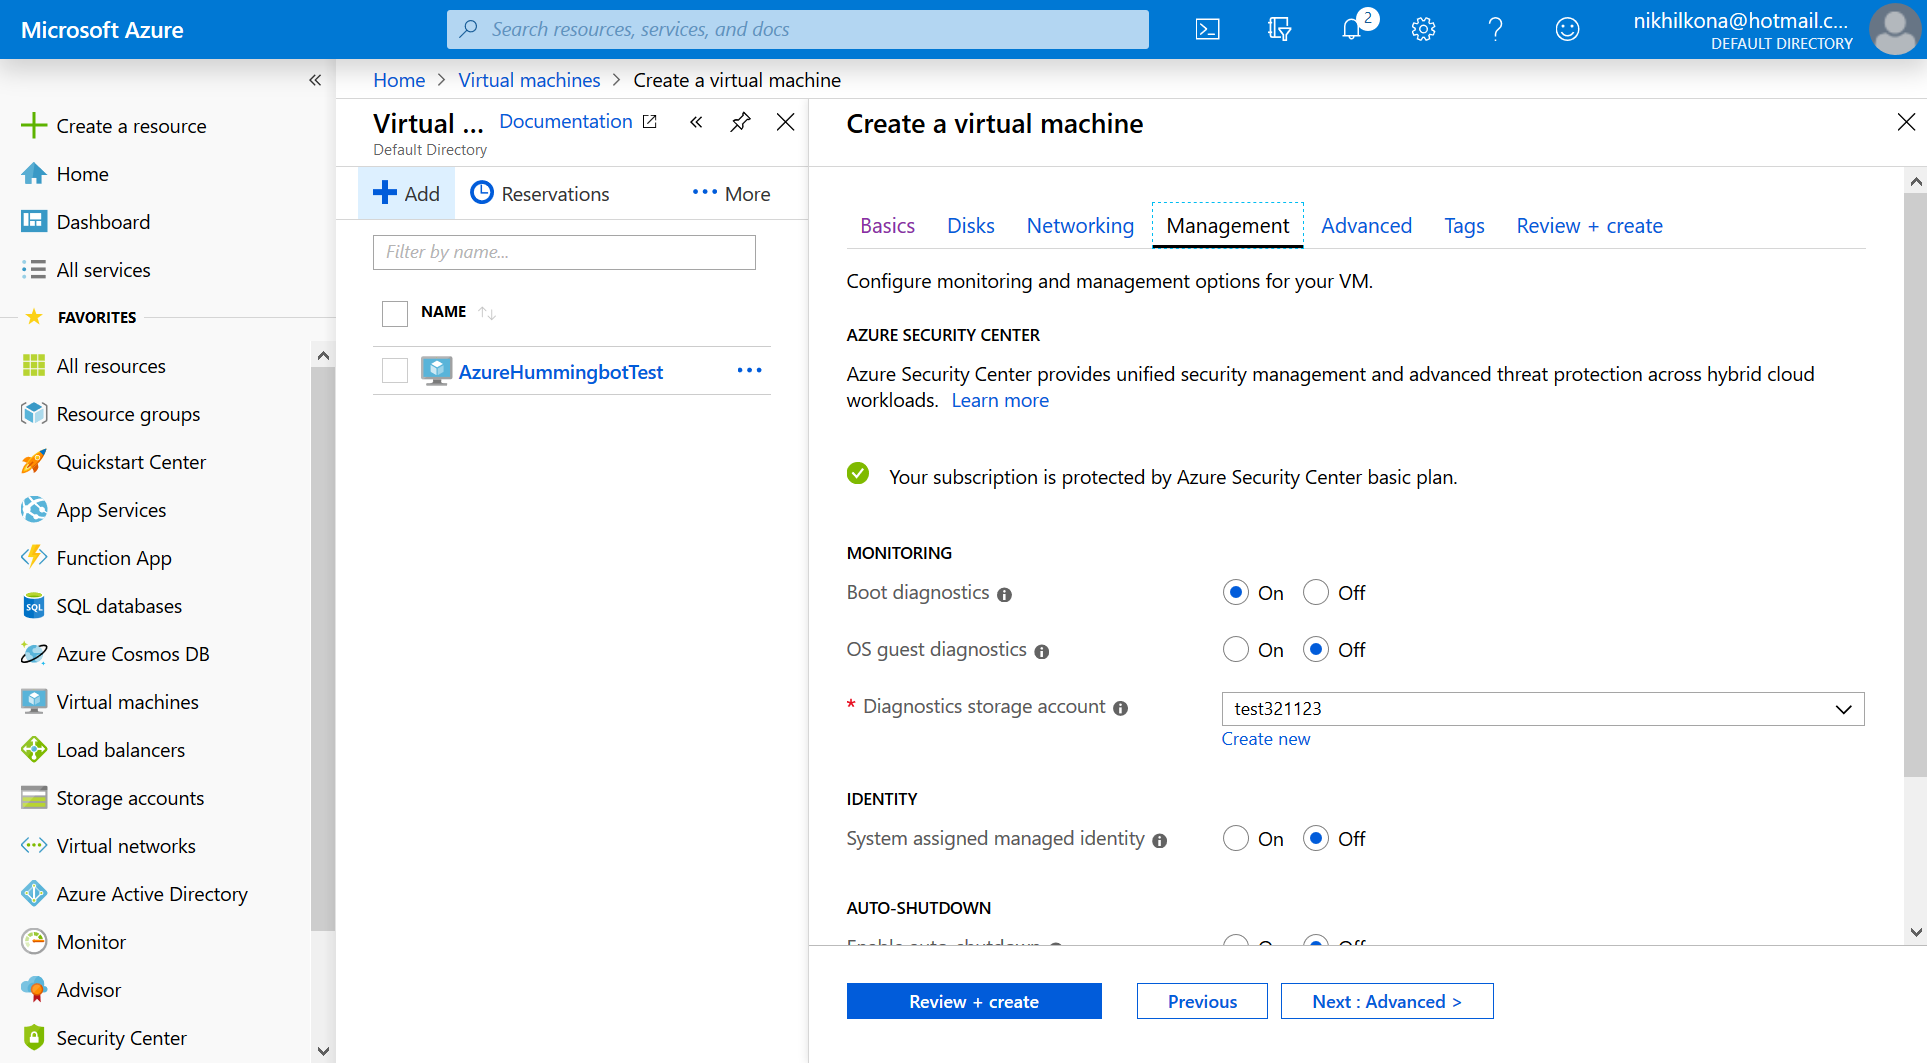 Microsoft Azure
Search resources, services, and docs
2
nikhilkona@hotmail.c...
DEFAULT DIRECTORY
Create a resource
Home
Dashboard
All services
FAVORITES
All resources
Resource groups
Quickstart Center
App Services
Function App
SQL
SQL databases
Azure Cosmos DB
Virtual machines
Load balancers
Storage accounts
Virtual networks
Azure Active Directory
Monitor
Advisor
Security Center
Home > Virtual machines > Create a virtual machine
Virtual ...
Documentation
Default Directory
Add
Reservations
More
Filter by name...
NAME
AzureHummingbotTest
Create a virtual machine
Basics
Disks
Networking
Management
Advanced
Tags
Review + create
Configure monitoring and management options for your VM.
AZURE SECURITY CENTER
Azure Security Center provides unified security management and advanced threat protection across hybrid cloud
workloads. Learn more
Your subscription is protected by Azure Security Center basic plan.
MONITORING
Boot diagnostics
On
Off
OS guest diagnostics
On
Off
* Diagnostics storage account
test321123
Create new
IDENTITY
System assigned managed identity
On
Off
AUTO-SHUTDOWN
Enable auto-shutdown
On
Off
Review + create
Previous
Next : Advanced >